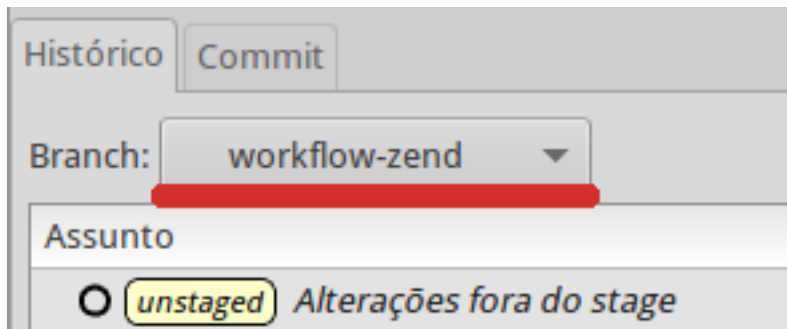 Histórico Commit
Branch: workflow-zend
Assunto
unstaged Alterações fora do stage